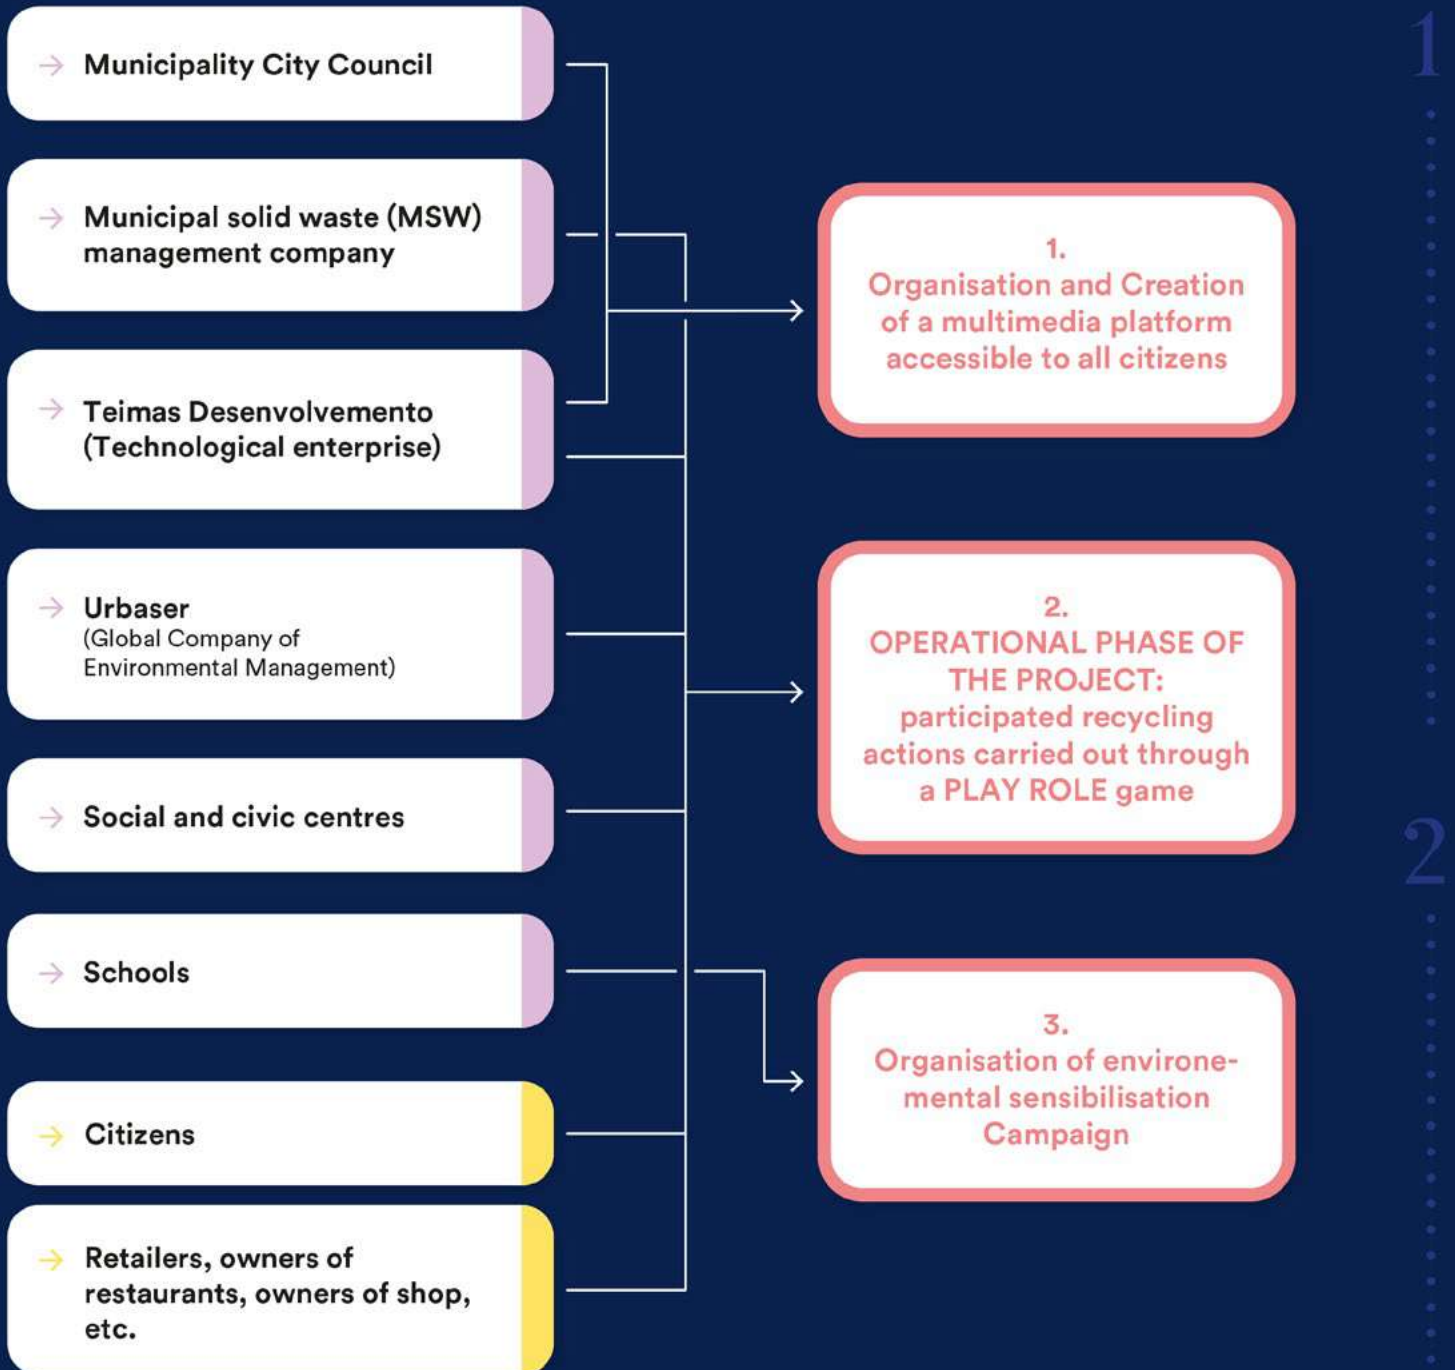 Municipality City Council
Municipal solid waste (MSW)
management company
Teimas Desenvolvemento
(Technological enterprise)
Urbaser
(Global Company of
Environmental Management)
Social and civic centres
Schools
Citizens
Retailers, owners of
restaurants, owners of shop,
etc.
1.
Organisation and Creation
of a multimedia platform
accessible to all citizens
2.
OPERATIONAL PHASE OF
THE PROJECT:
participated recycling
actions carried out through
a PLAY ROLE game
3.
Organisation of environe-
mental sensibilisation
Campaign
1
2